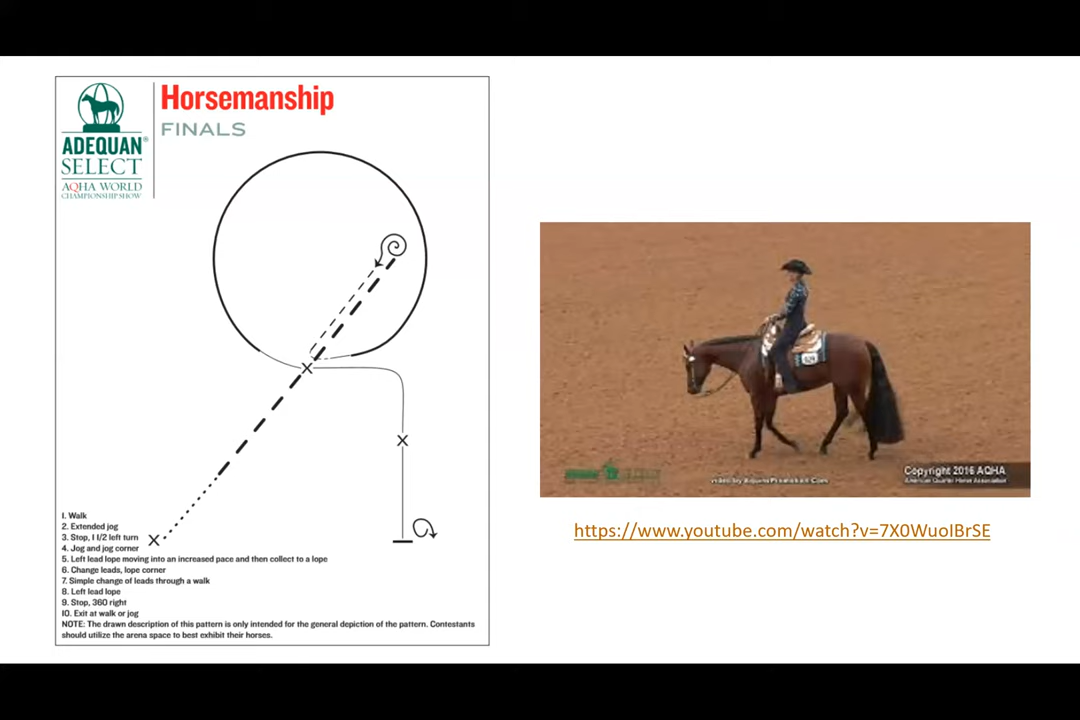 Horsemanship
FINALS
ADEQUAN®
SELECT
AQHA WORLD
CHAMPIONSHIP SHOW
X
X
X
1. Walk
2. Extended jog
3. Stop, 1 1/2 left turn
4. Jog and jog corner
5. Left lead lope moving into an increased pace and then collect to a lope
6. Change leads, lope corner
7. Simple change of leads through a walk
8. Left lead lope
9. Stop, 360 right
10. Exit at walk or jog
NOTE: The drawn description of this pattern is only intended for the general depiction of the pattern. Contestants
should utilize the arena space to best exhibit their horses.
Copyright 2016 AQHA
American Quarter Horse Association
https://www.youtube.com/watch?v=7X0WuoIBrSE